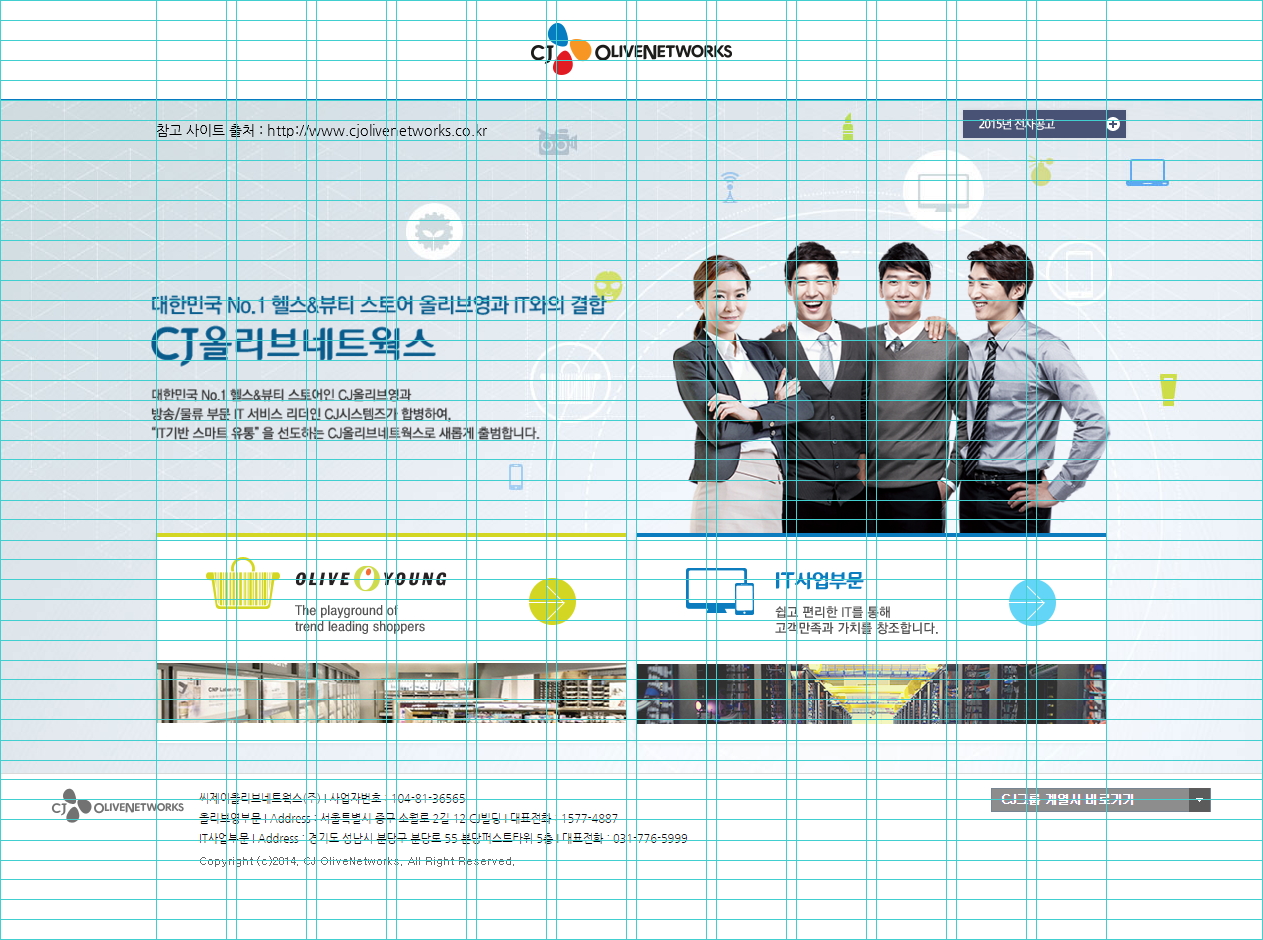 CJ OLIVENETWORKS
참고 사이트 출처 : http://www.cjolivenetworks.co.kr
2015년 전자공고
대한민국 No.1 헬스&뷰티 스토어 올리브영과 IT와의 결합
CJ올리브네트웍스
대한민국 No.1 헬스&뷰티 스토어인 CJ올리브영과
방송/물류 부문 IT 서비스 리더인 CJ시스템즈가 합병하여,
"IT기반 스마트 유통" 을 선도하는 CJ올리브네트웍스로 새롭게 출범합니다.
OLIVE YOUNG
The playground of
trend leading shoppers
IT사업부문
쉽고 편리한 IT를 통해
고객만족과 가치를 창조합니다.
CNP Laboratory
CJ OLIVENETWORKS
씨제이올리브네트웍스(주) I 사업자번호 : 104-81-36565
올리브영부문 I Address : 서울특별시 중구 소월로 2길 12 CJ빌딩 I 대표전화 : 1577-4887
IT사업부문 I Address : 경기도 성남시 분당구 분당로 55 분당퍼스트타워 5층 I 대표전화 : 031-776-5999
Copyright (c)2014. CJ OliveNetworks. All Right Reserved.
CJ그룹 계열사 바로가기